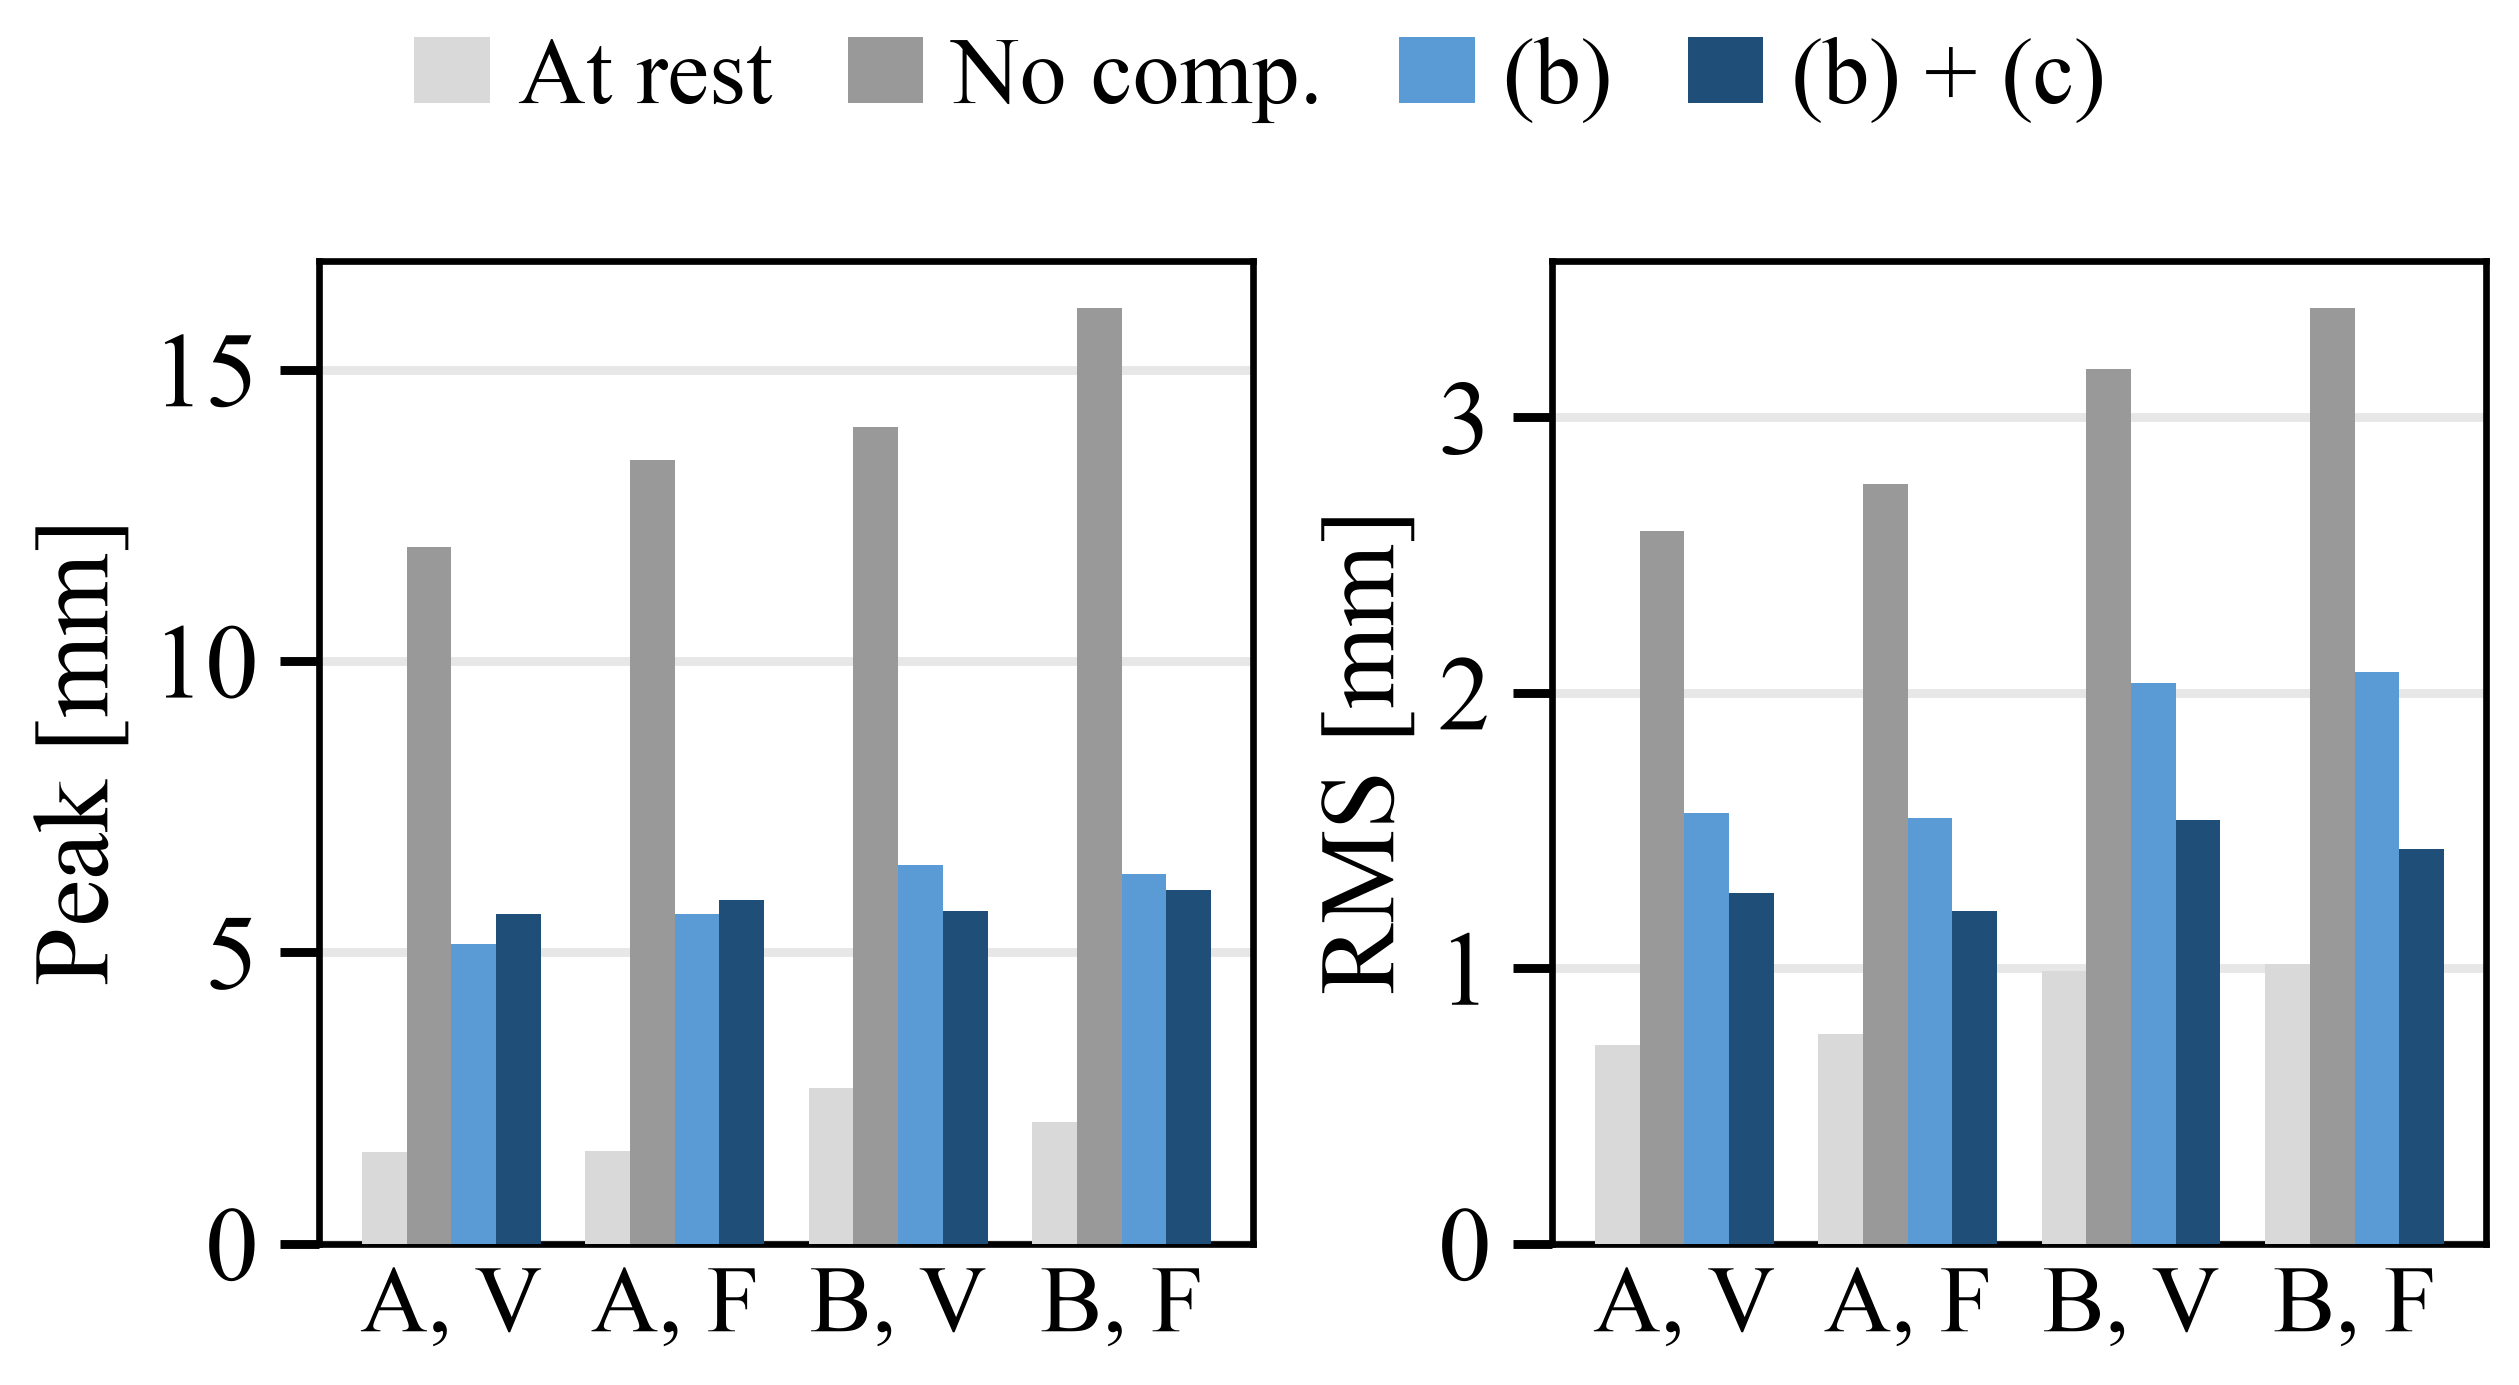 At rest No comp. (b) (b) + (c)
Peak [mm]
15
10
5
0
A, V A, F B, V B, F
RMS [mm]
3
2
1
0
A, V A, F B, V B, F